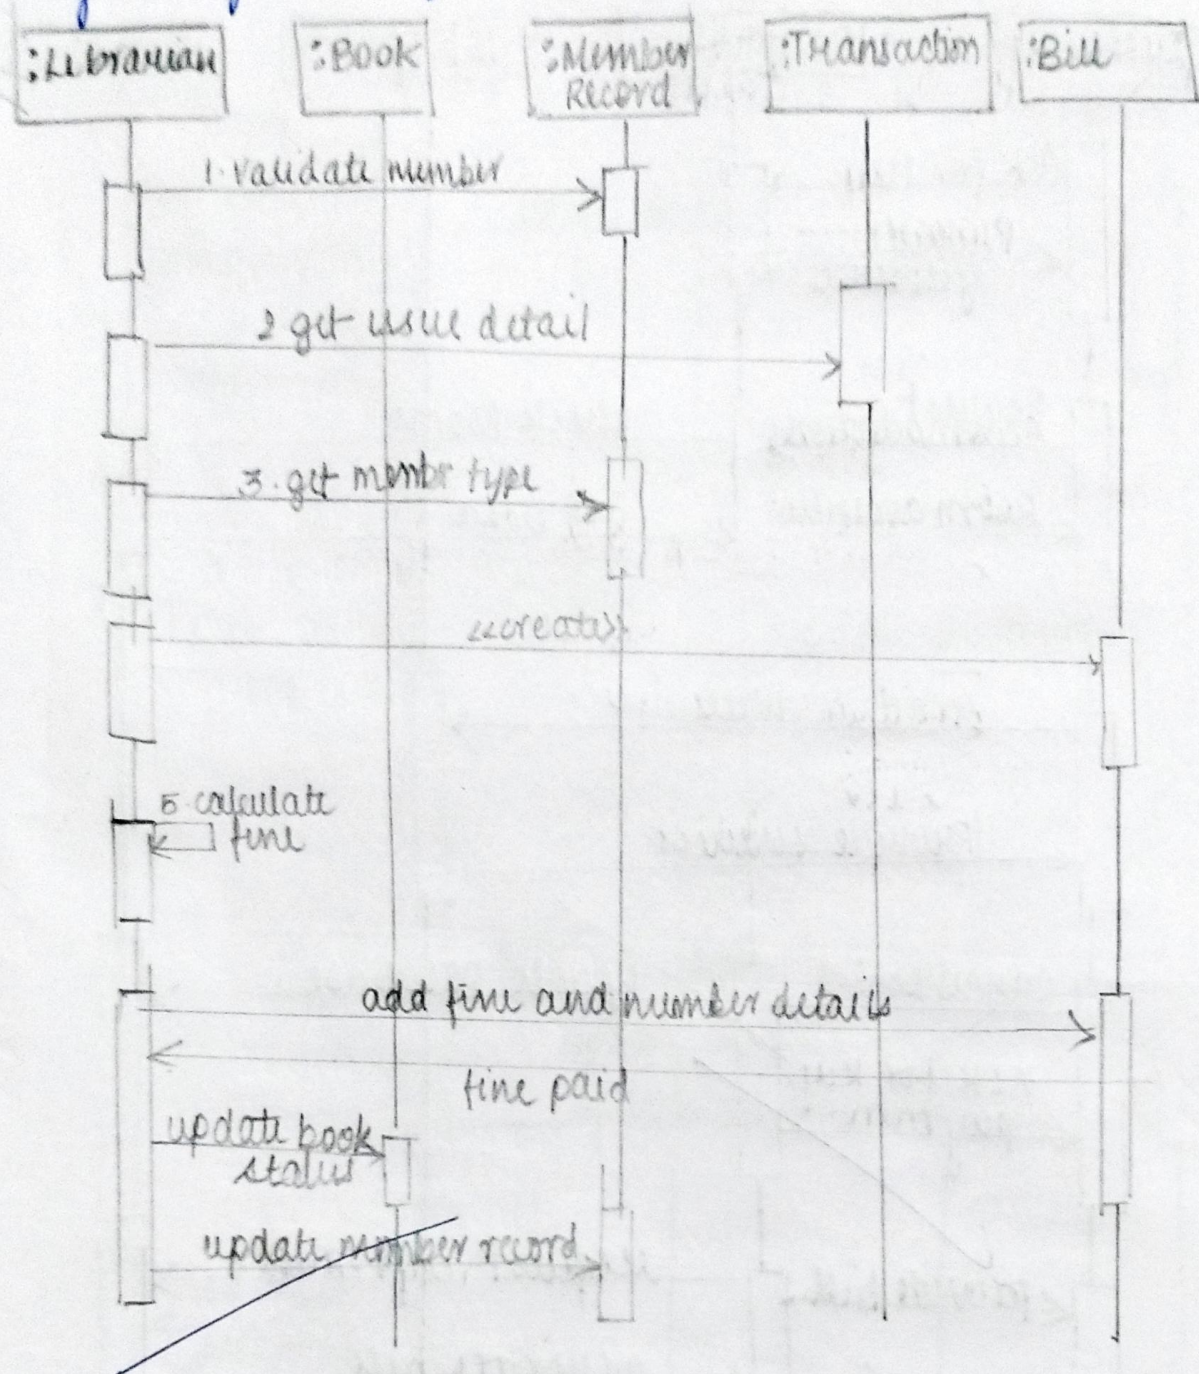 :Librarian
:Book
:Member
Record
:Transaction
:Bill
1. validate member
2 get issue detail
3. get membr type
<<create>>
5. calculate
fine
add fine and member details
fine paid
update book
status
update member record